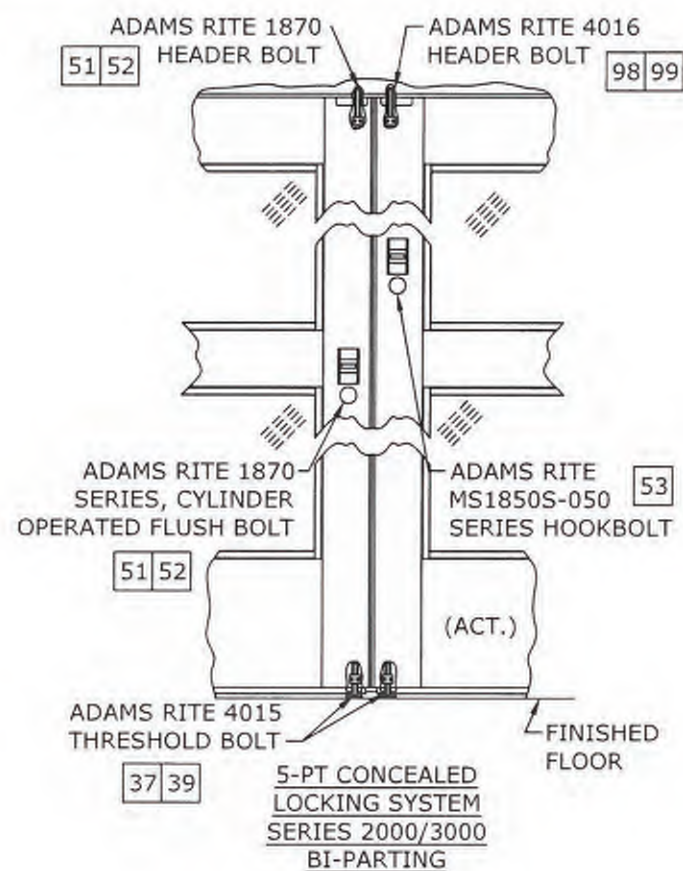 ADAMS RITE 1870
HEADER BOLT
51 52
ADAMS RITE 4016
HEADER BOLT
98 99
ADAMS RITE 1870
SERIES, CYLINDER
OPERATED FLUSH BOLT
51 52
ADAMS RITE
MS1850S-050
SERIES HOOKBOLT
53
(ACT.)
ADAMS RITE 4015
THRESHOLD BOLT
37 39
FINISHED
FLOOR
5-PT CONCEALED
LOCKING SYSTEM
SERIES 2000/3000
BI-PARTING